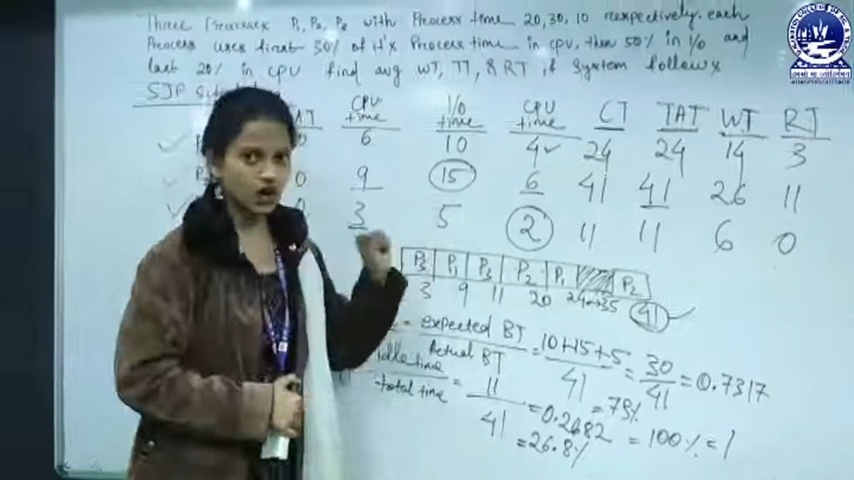 Three Processes P1, P2, P2 with Process time 20, 30, 10 respectively. each
Process uses first 30% of it's Process time in cpu, then 50% in I/o and
last 20% in cpu find avg WT, TT, & RT if System follows
SJF
AT CPU time I/o time CPU time CT TAT WT RT
0 6 10 4 24 24 14 3
0 9 15 6 41 41 26 11
0 3 5 2 11 11 6 0
P3 P1 P3 P2 P1 P2
3 9 11 20 24 35 41
= expected BT / Actual BT = 10+15+5 / 41 = 30 / 41 = 0.7317
= 73%
idle time / total time = 11 / 41 = 0.2682 = 100% = 1
= 26.8%